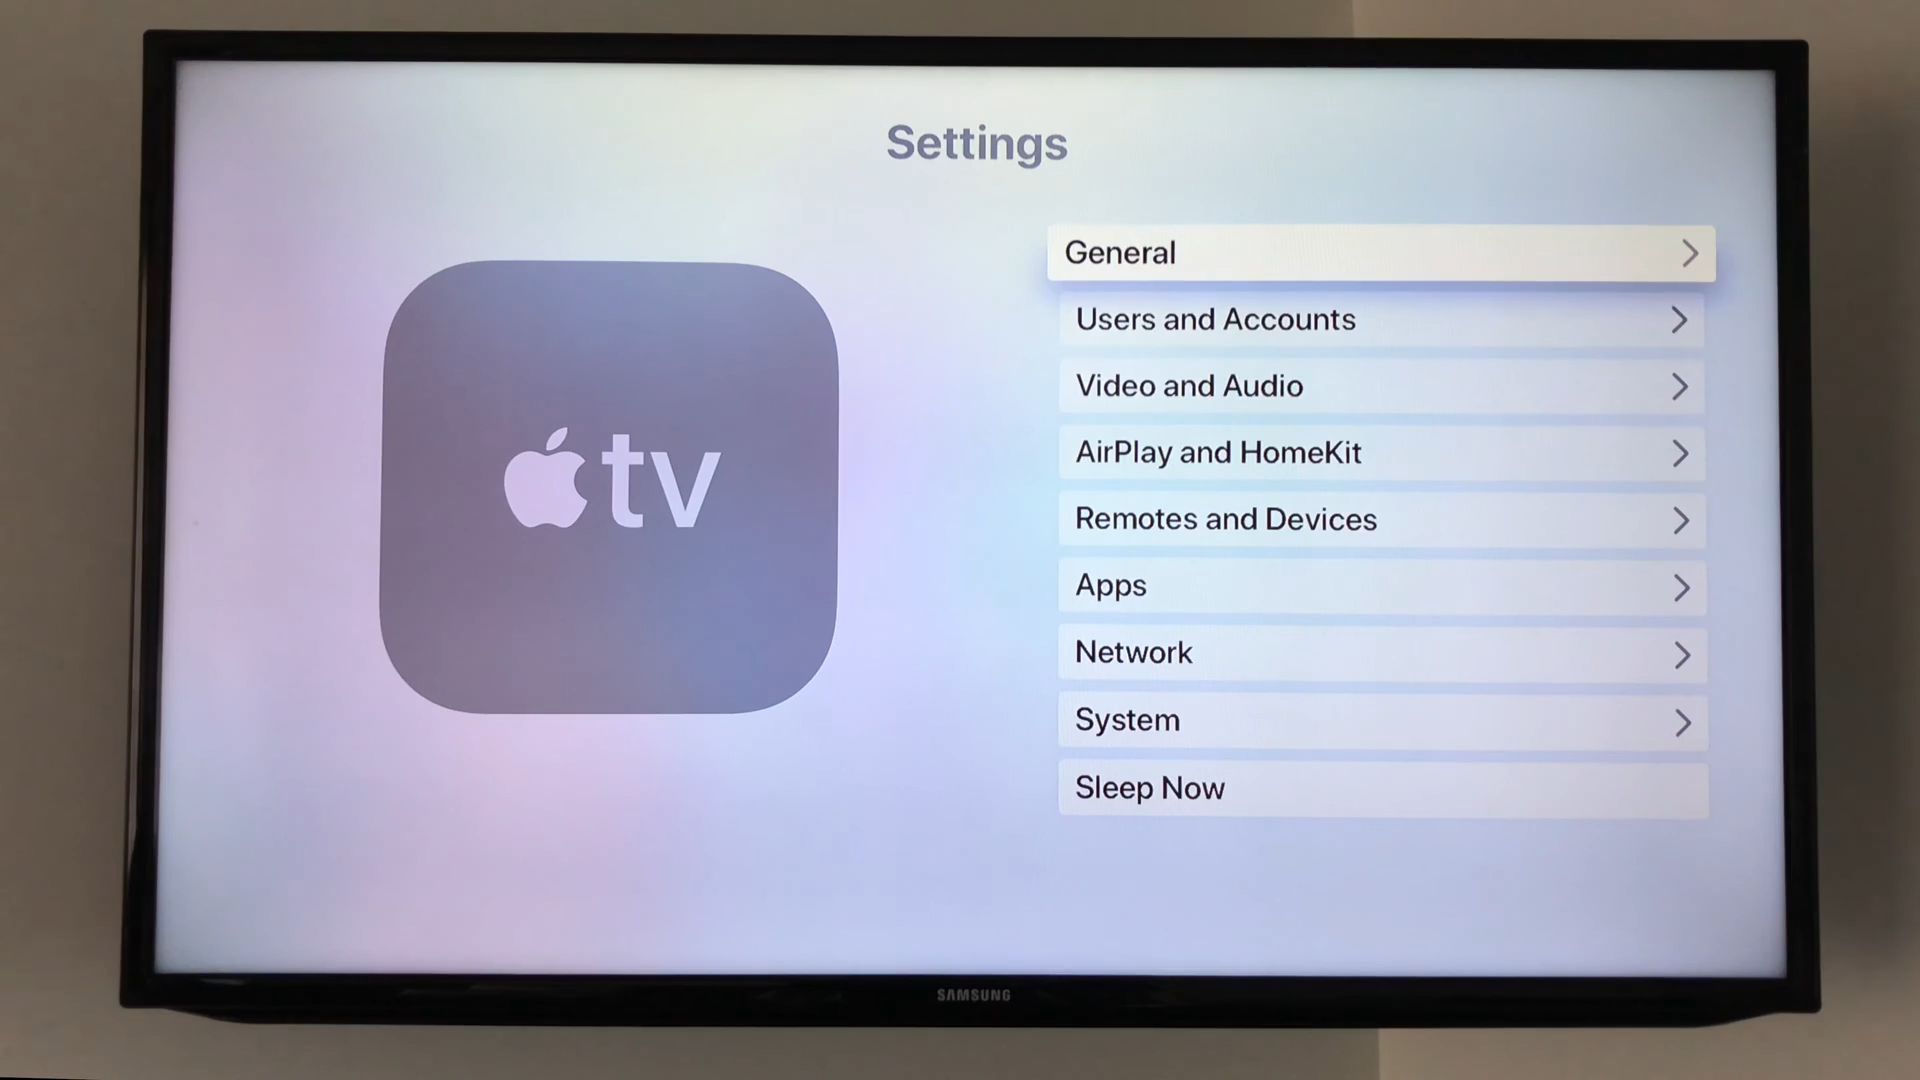 Settings
General
Users and Accounts
Video and Audio
AirPlay and HomeKit
tv
Remotes and Devices
Apps
Network
System
Sleep Now
SAMSUNG